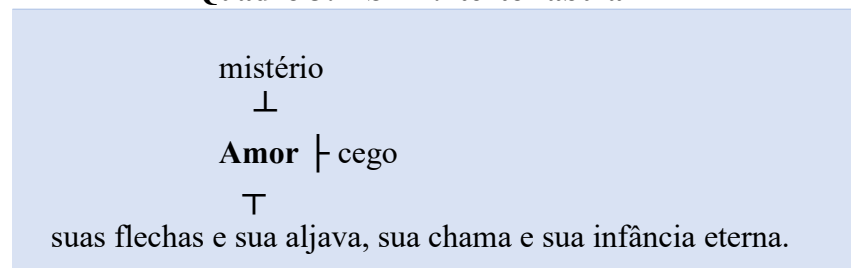 mistério
⊥
Amor ├ cego
┬
suas flechas e sua aljava, sua chama e sua infância eterna.